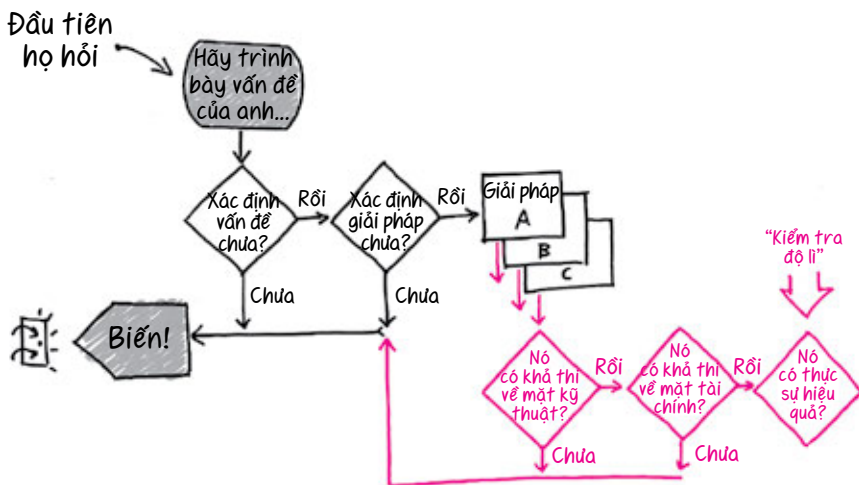 Đầu tiên
họ hỏi
Hãy trình
bày vấn đề
của anh...
Xác định
vấn đề
chưa?
Rồi
Xác định
giải pháp
chưa?
Rồi
Giải pháp
A
B
C
"Kiểm tra
độ lì"
Chưa
Chưa
Biến!
Nó
có khả thi
về mặt kỹ
thuật?
Rồi
Nó
có khả thi
về mặt tài
chính?
Rồi
Nó
có thực
sự hiệu
quả?
Chưa
Chưa